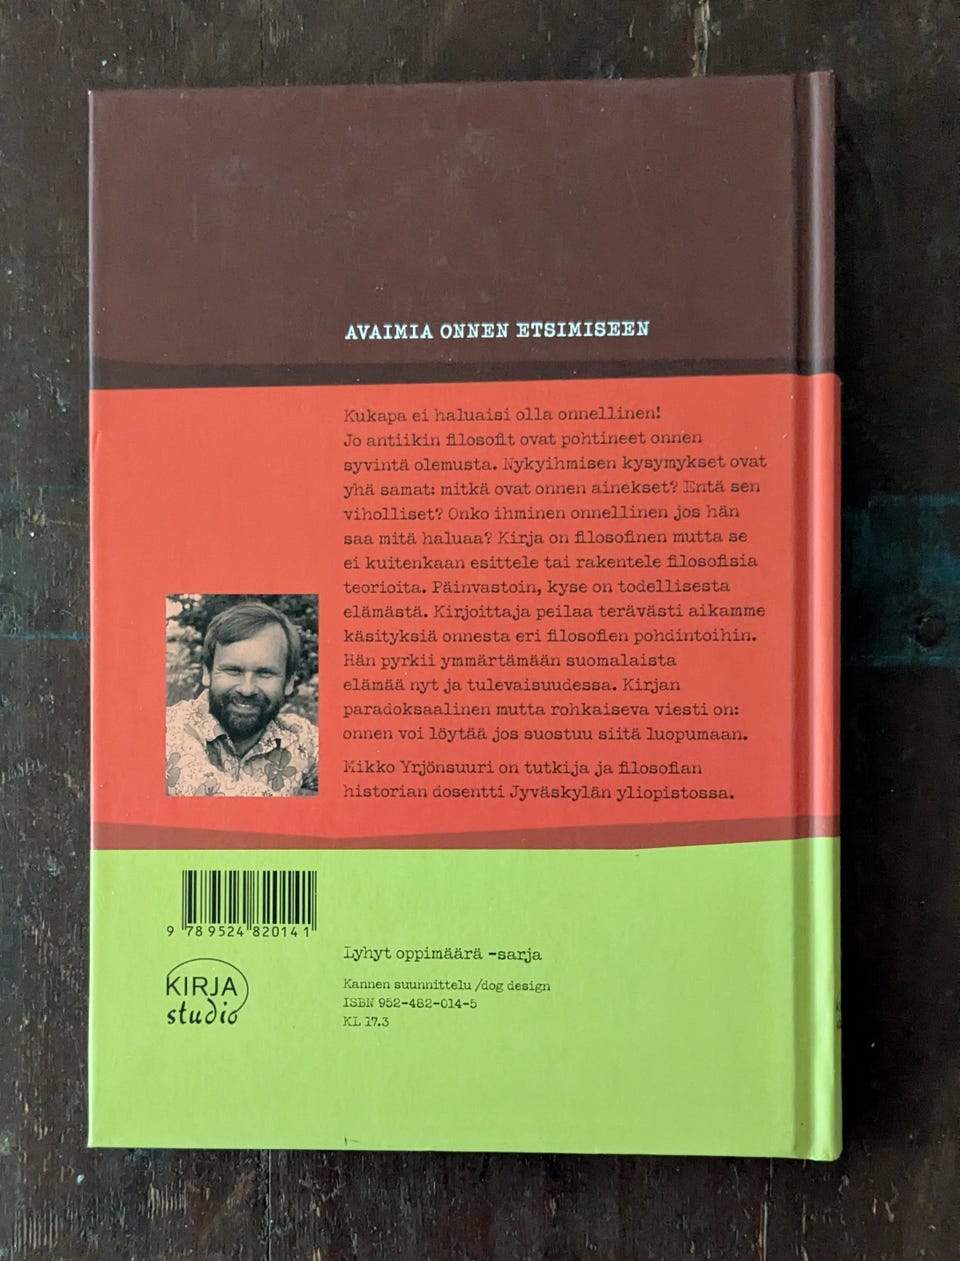 AVAIMIA ONNEN ETSIMISEEN
Kukapa ei haluaisi olla onnellinen!
Jo antiikin filosofit ovat pohtineet onnen
syvintä olemusta. Nykyihmisen kysymykset ovat
yhä samat: mitkä ovat onnen ainekset? Entä sen
viholliset? Onko ihminen onnellinen jos hän
saa mitä haluaa? Kirja on filosofinen mutta se
ei kuitenkaan esittele tai rakentele filosofisia
teorioita. Päinvastoin, kyse on todellisesta
elämästä. Kirjoittaja peilaa terävästi aikamme
käsityksiä onnesta eri filosofien pohdintoihin.
Hän pyrkii ymmärtämään suomalaista
elämää nyt ja tulevaisuudessa. Kirjan
paradoksaalinen mutta rohkaiseva viesti on:
onnen voi löytää jos suostuu siitä luopumaan.
Mikko Yrjönsuuri on tutkija ja filosofian
historian dosentti Jyväskylän yliopistossa.
9 789524 820141
KIRJA
studio
Lyhyt oppimäärä -sarja
Kannen suunnittelu /dog design
ISBN 952-482-014-5
KL 17.3